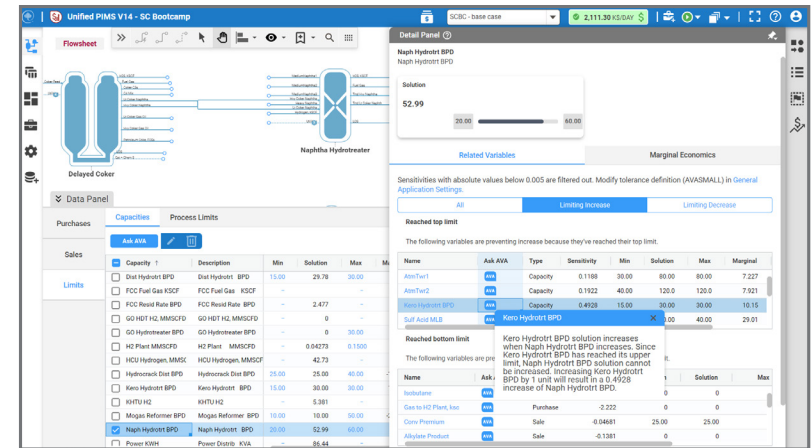 Unified PIMS V14 - SC Bootcamp
SCBC - base case
2,111.30 K$/DAY
Flowsheet
Delayed Coker
Naphtha Hydrotreater
Data Panel
Purchases
Sales
Limits
Capacities
Process Limits
Ask AVA
Capacity ↑ Description Min Solution Max
Dist Hydrotrt BPD Dist Hydrotrt BPD 15.00 29.78 30.00
FCC Fuel Gas KSCF FCC Fuel Gas KSCF - -
FCC Resid Rate BPD FCC Resid Rate BPD - 2.477 -
GO HDT H2, MMSCFD GO HDT H2, MMSCFD - 0 -
GO Hydrotreater BPD GO Hydrotreater BPD - 0 30.00
H2 Plant MMSCFD H2 Plant MMSCFD - 0.04273 0.1500
HCU Hydrogen, MMSC HCU Hydrogen, MMSCF - 42.73 -
Hydrocrack Dist BPD Hydrocrack Dist BPD 25.00 25.00 40.00
Kero Hydrotrt BPD Kero Hydrotrt BPD 15.00 30.00 30.00
KHTU H2 KHTU H2 - 5.381 -
Mogas Reformer BPD Mogas Reformer BPD 10.00 10.00 50.00
Naph Hydrotrt BPD Naph Hydrotrt BPD 20.00 52.99 60.00
Power KWH Power Distrib KVA - 86.44 -
Detail Panel
Naph Hydrotrt BPD
Naph Hydrotrt BPD
Solution
52.99
20.00 60.00
Related Variables
Marginal Economics
Sensitivities with absolute values below 0.005 are filtered out. Modify tolerance definition (AVASMALL) in General
Application Settings.
All
Limiting Increase
Limiting Decrease
Reached top limit
The following variables are preventing increase because they've reached their top limit.
Name Ask AVA Type Sensitivity Min Solution Max Marginal
AtmTwr1 AVA Capacity 0.1188 30.00 80.00 80.00 7.227
AtmTwr2 AVA Capacity 0.1922 40.00 120.0 120.0 7.921
Kero Hydrotrt BPD AVA Capacity 0.4928 15.00 30.00 30.00 10.15
Sulf Acid MLB AVA 40.00 29.01
Kero Hydrotrt BPD
Kero Hydrotrt BPD solution increases
when Naph Hydrotrt BPD increases. Since
Kero Hydrotrt BPD has reached its upper
limit, Naph Hydrotrt BPD solution cannot
be increased. Increasing Kero Hydrotrt
BPD by 1 unit will result in a 0.4928
increase of Naph Hydrotrt BPD.
Reached bottom limit
The following variables are
Name Ask Solution Max
Isobutane AVA 0 0
Gas to H2 Plant, ksc AVA Purchase -2.222 0 0
Conv Premium AVA Sale -0.04681 25.00 25.00
Alkylate Product AVA Sale -0.1381 0 0